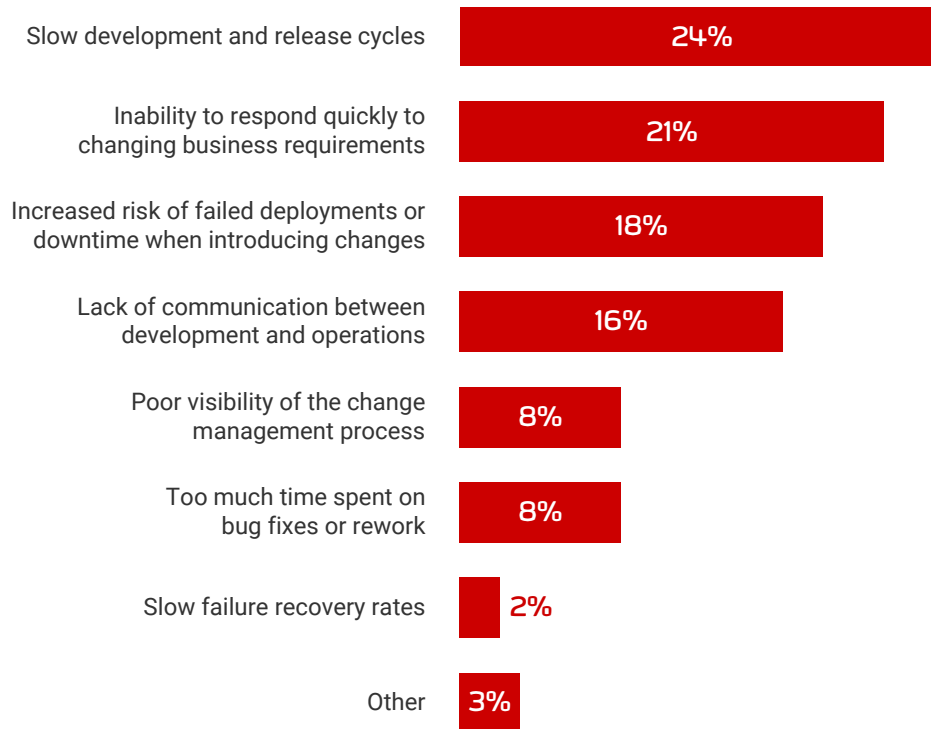 Slow development and release cycles
24%
Inability to respond quickly to
changing business requirements
21%
Increased risk of failed deployments or
downtime when introducing changes
18%
Lack of communication between
development and operations
16%
Poor visibility of the change
management process
8%
Too much time spent on
bug fixes or rework
8%
Slow failure recovery rates
2%
Other
3%